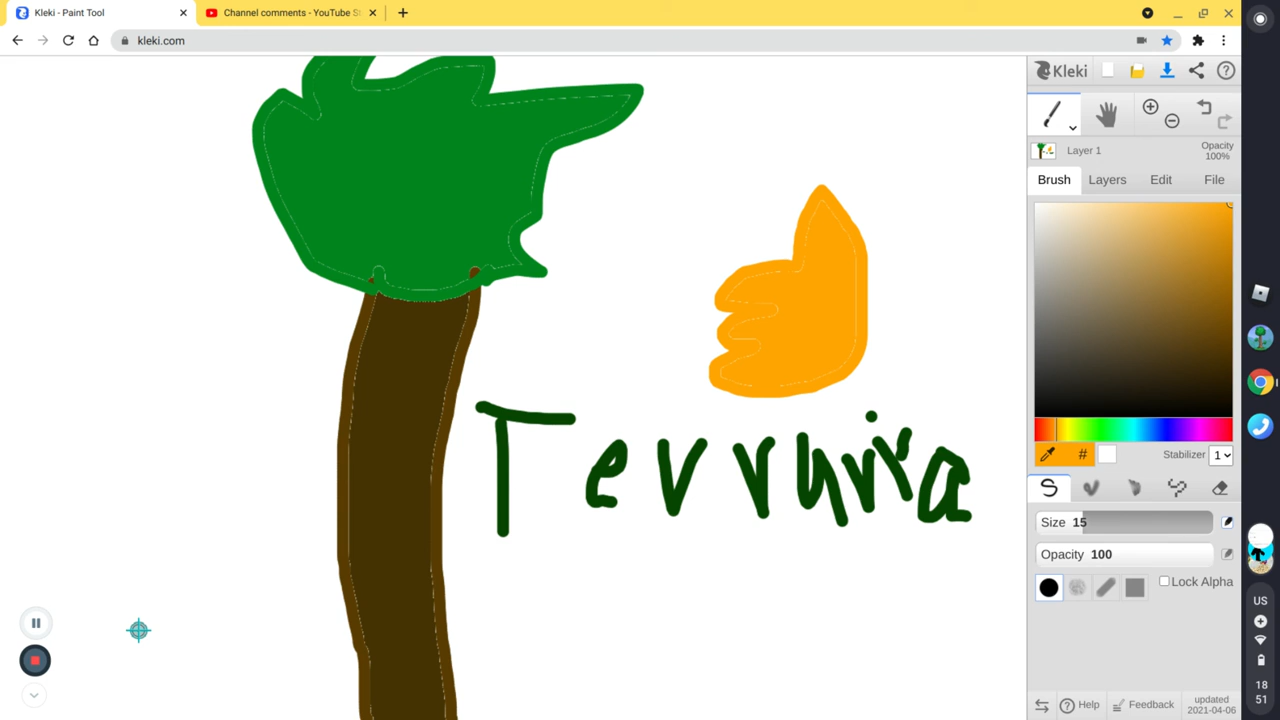 Kleki - Paint Tool
Channel comments - YouTube St
kleki.com
Kleki
Layer 1
Opacity
100%
Brush
Layers
Edit
File
#
Stabilizer 1
Size 15
Opacity 100
Lock Alpha
Help
Feedback
updated
2021-04-06
US
18
51